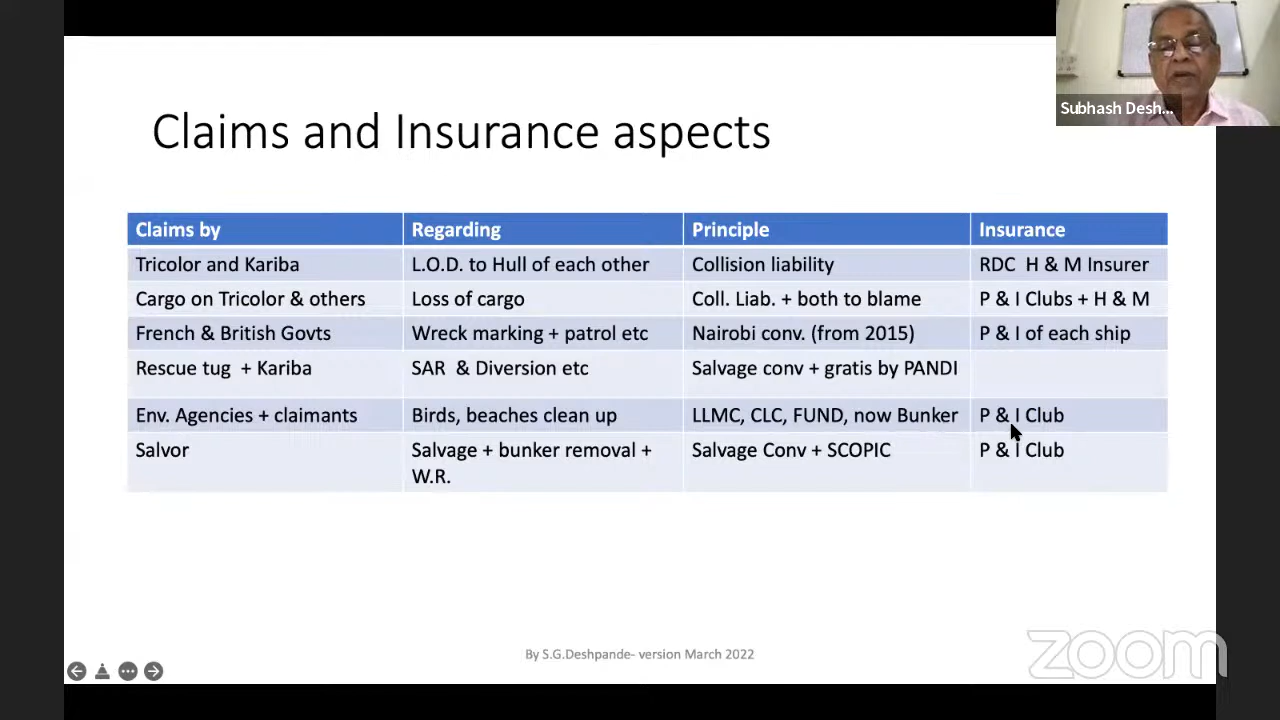 Subhash Desh...
Claims and Insurance aspects
Claims by Regarding Principle Insurance
Tricolor and Kariba L.O.D. to Hull of each other Collision liability RDC H & M Insurer
Cargo on Tricolor & others Loss of cargo Coll. Liab. + both to blame P & I Clubs + H & M
French & British Govts Wreck marking + patrol etc Nairobi conv. (from 2015) P & I of each ship
Rescue tug + Kariba SAR & Diversion etc Salvage conv + gratis by PANDI
Env. Agencies + claimants Birds, beaches clean up LLMC, CLC, FUND, now Bunker P & I Club
Salvor Salvage + bunker removal + Salvage Conv + SCOPIC P & I Club
W.R.
By S.G.Deshpande- version March 2022
zoom